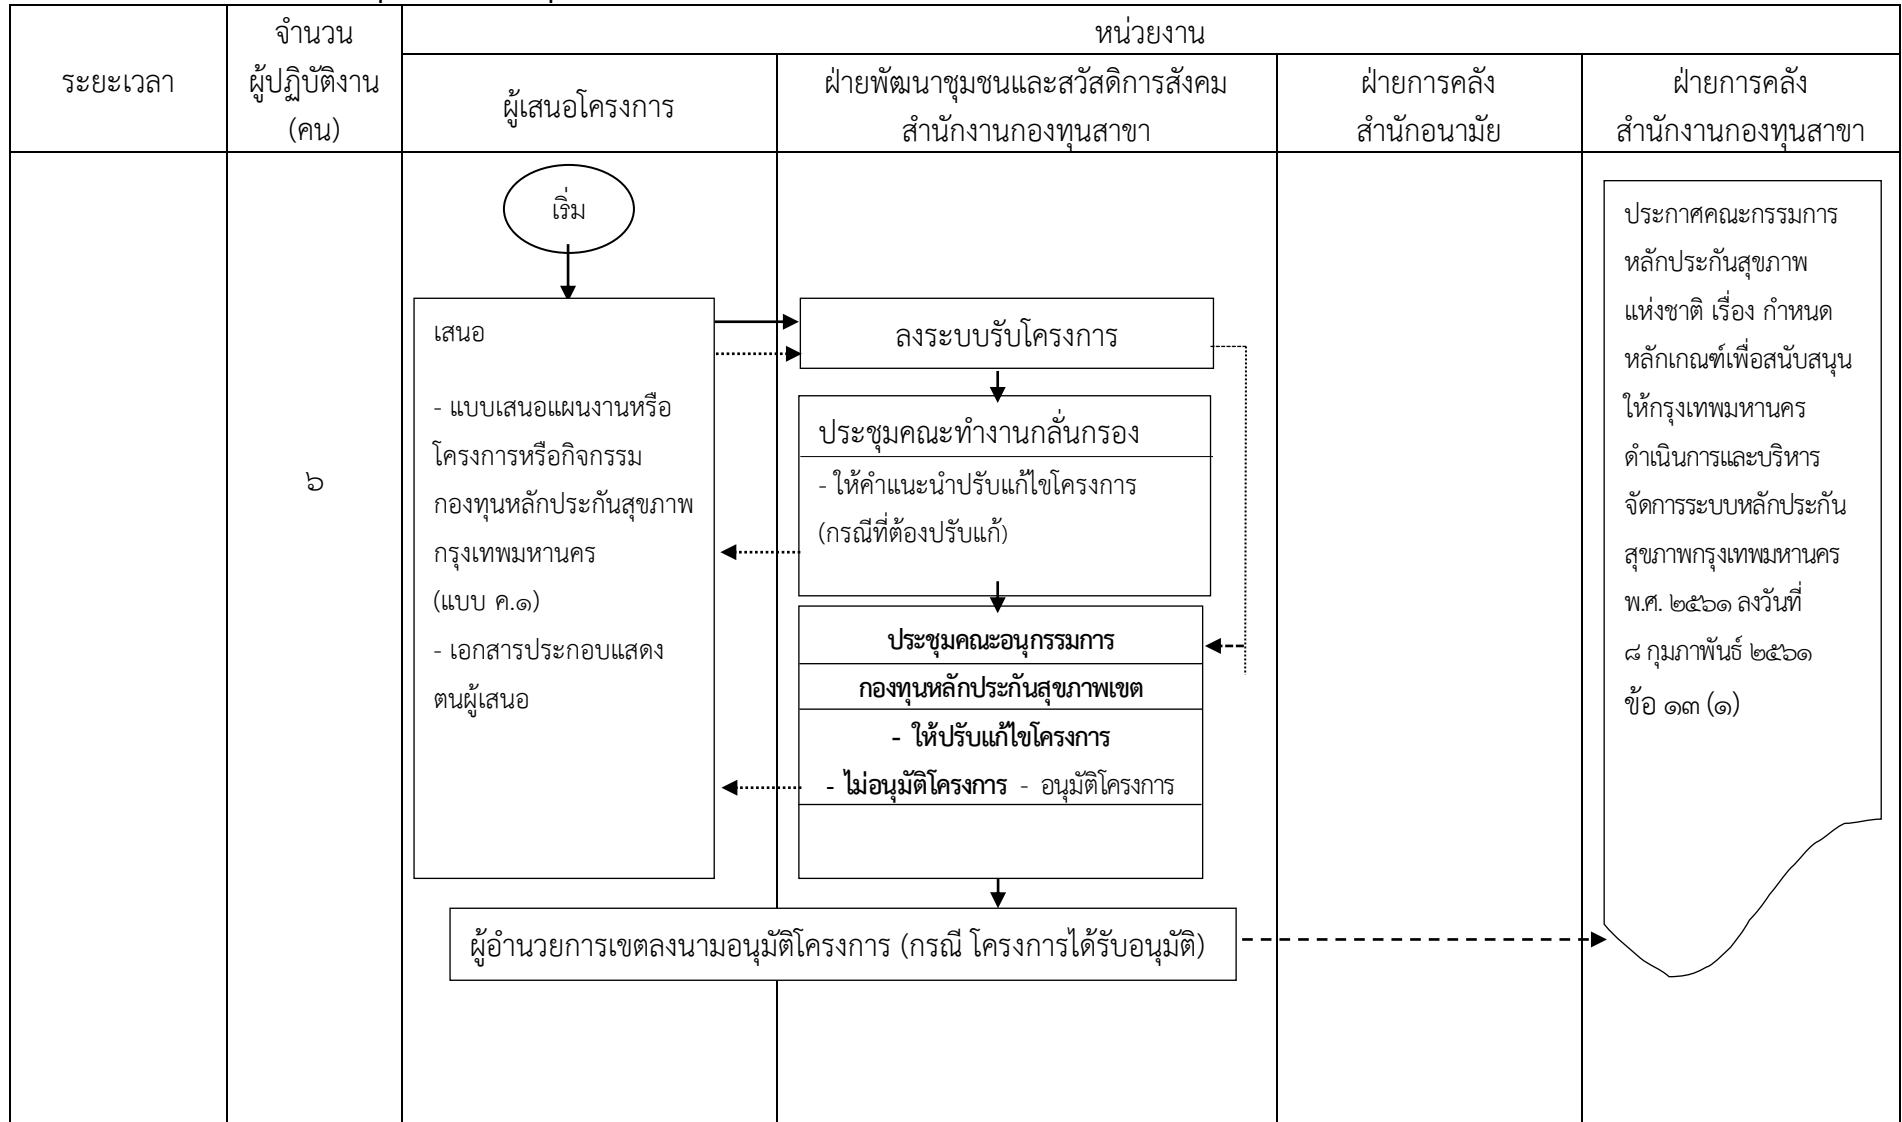 จำนวน
หน่วยงาน
ระยะเวลา
ผู้ปฏิบัติงาน
(คน)
ผู้เสนอโครงการ
ฝ่ายพัฒนาชุมชนและสวัสดิการสังคม
สำนักงานกองทุนสาขา
ฝ่ายการคลัง
สำนักอนามัย
ฝ่ายการคลัง
สำนักงานกองทุนสาขา
๖
เริ่ม
เสนอ
- แบบเสนอแผนงานหรือ
โครงการหรือกิจกรรม
กองทุนหลักประกันสุขภาพ
กรุงเทพมหานคร
(แบบ ค.๑)
- เอกสารประกอบแสดง
ตนผู้เสนอ
ลงระบบรับโครงการ
ประชุมคณะทำงานกลั่นกรอง
- ให้คำแนะนำปรับแก้ไขโครงการ
(กรณีที่ต้องปรับแก้)
ประชุมคณะอนุกรรมการ
กองทุนหลักประกันสุขภาพเขต
- ให้ปรับแก้ไขโครงการ
- ไม่อนุมัติโครงการ - อนุมัติโครงการ
ผู้อำนวยการเขตลงนามอนุมัติโครงการ (กรณี โครงการได้รับอนุมัติ)
ประกาศคณะกรรมการ
หลักประกันสุขภาพ
แห่งชาติ เรื่อง กำหนด
หลักเกณฑ์เพื่อสนับสนุน
ให้กรุงเทพมหานคร
ดำเนินการและบริหาร
จัดการระบบหลักประกัน
สุขภาพกรุงเทพมหานคร
พ.ศ. ๒๕๖๑ ลงวันที่
๘ กุมภาพันธ์ ๒๕๖๑
ข้อ ๑๓ (๑)